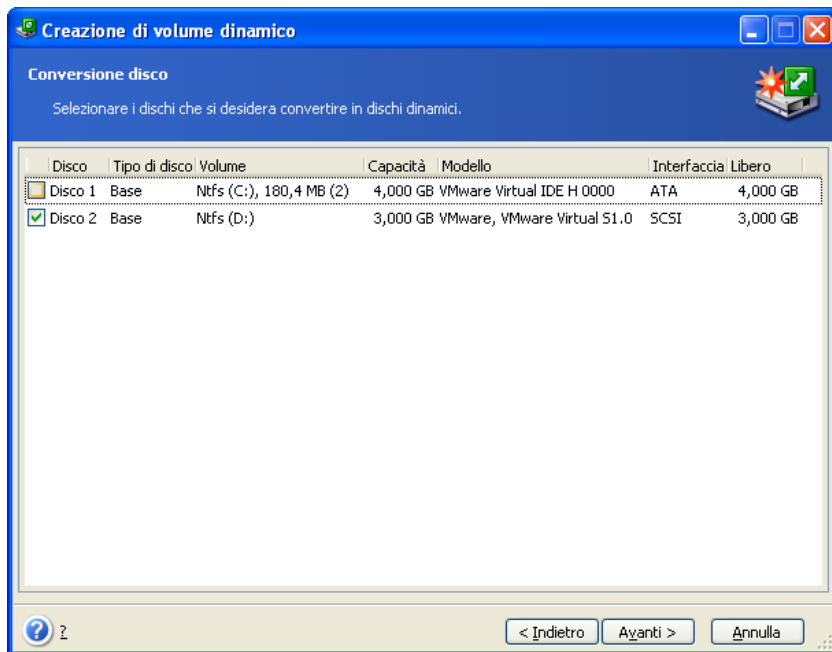 Creazione di volume dinamico
Conversione disco
Selezionare i dischi che si desidera convertire in dischi dinamici.
Disco Tipo di disco Volume Capacità Modello Interfaccia Libero
Disco 1 Base Ntfs (C:), 180,4 MB (2) 4,000 GB VMware Virtual IDE H 0000 ATA 4,000 GB
Disco 2 Base Ntfs (D:) 3,000 GB VMware, VMware Virtual S1.0 SCSI 3,000 GB
? ? < Indietro Avanti > Annulla